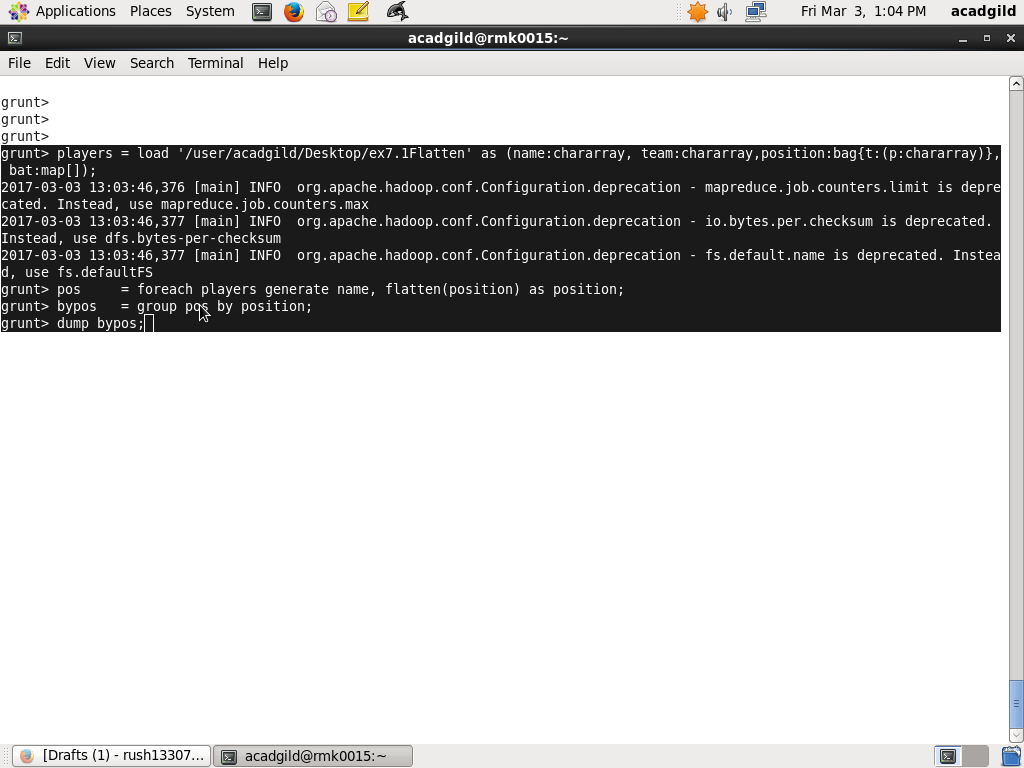 Applications Places System Fri Mar 3, 1:04 PM acadgild
acadgild@rmk0015:~
File Edit View Search Terminal Help
grunt>
grunt>
grunt>
grunt> players = load '/user/acadgild/Desktop/ex7.1Flatten' as (name:chararray, team:chararray,position:bag{t:(p:chararray)},
 bat:map[]);
2017-03-03 13:03:46,376 [main] INFO  org.apache.hadoop.conf.Configuration.deprecation - mapreduce.job.counters.limit is depre
cated. Instead, use mapreduce.job.counters.max
2017-03-03 13:03:46,377 [main] INFO  org.apache.hadoop.conf.Configuration.deprecation - io.bytes.per.checksum is deprecated.
Instead, use dfs.bytes-per-checksum
2017-03-03 13:03:46,377 [main] INFO  org.apache.hadoop.conf.Configuration.deprecation - fs.default.name is deprecated. Instea
d, use fs.defaultFS
grunt> pos     = foreach players generate name, flatten(position) as position;
grunt> bypos   = group pos by position;
grunt> dump bypos;
[Drafts (1) - rush13307... acadgild@rmk0015:~